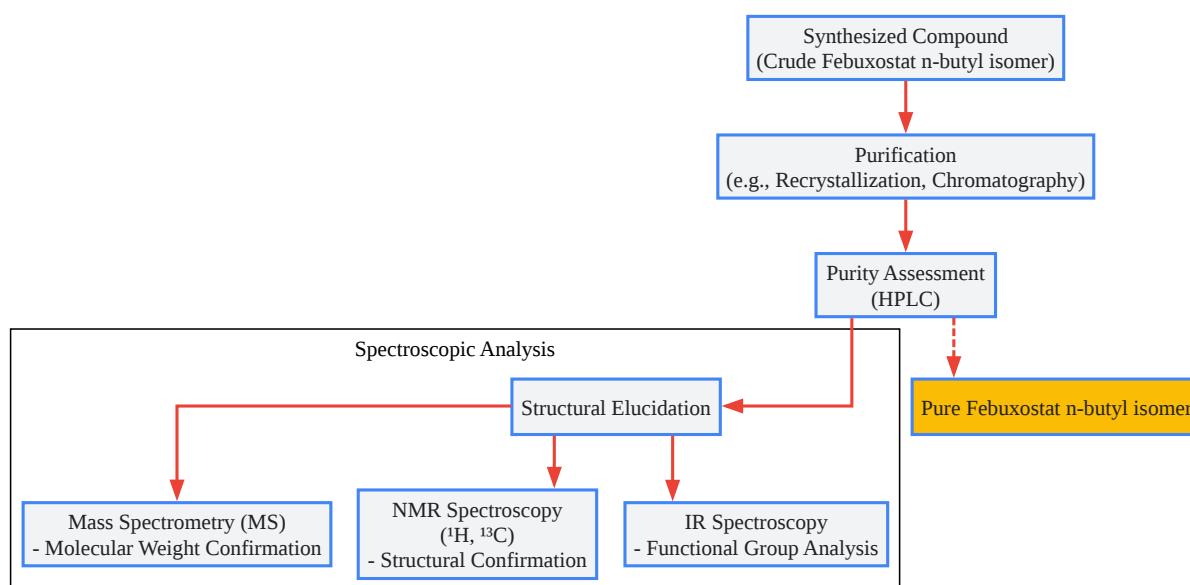 Synthesized Compound
(Crude Febuxostat n-butyl isomer)
Purification
(e.g., Recrystallization, Chromatography)
Purity Assessment
(HPLC)
Spectroscopic Analysis
Structural Elucidation
Pure Febuxostat n-butyl isomer
Mass Spectrometry (MS)
- Molecular Weight Confirmation
NMR Spectroscopy
(¹H, ¹³C)
- Structural Confirmation
IR Spectroscopy
- Functional Group Analysis